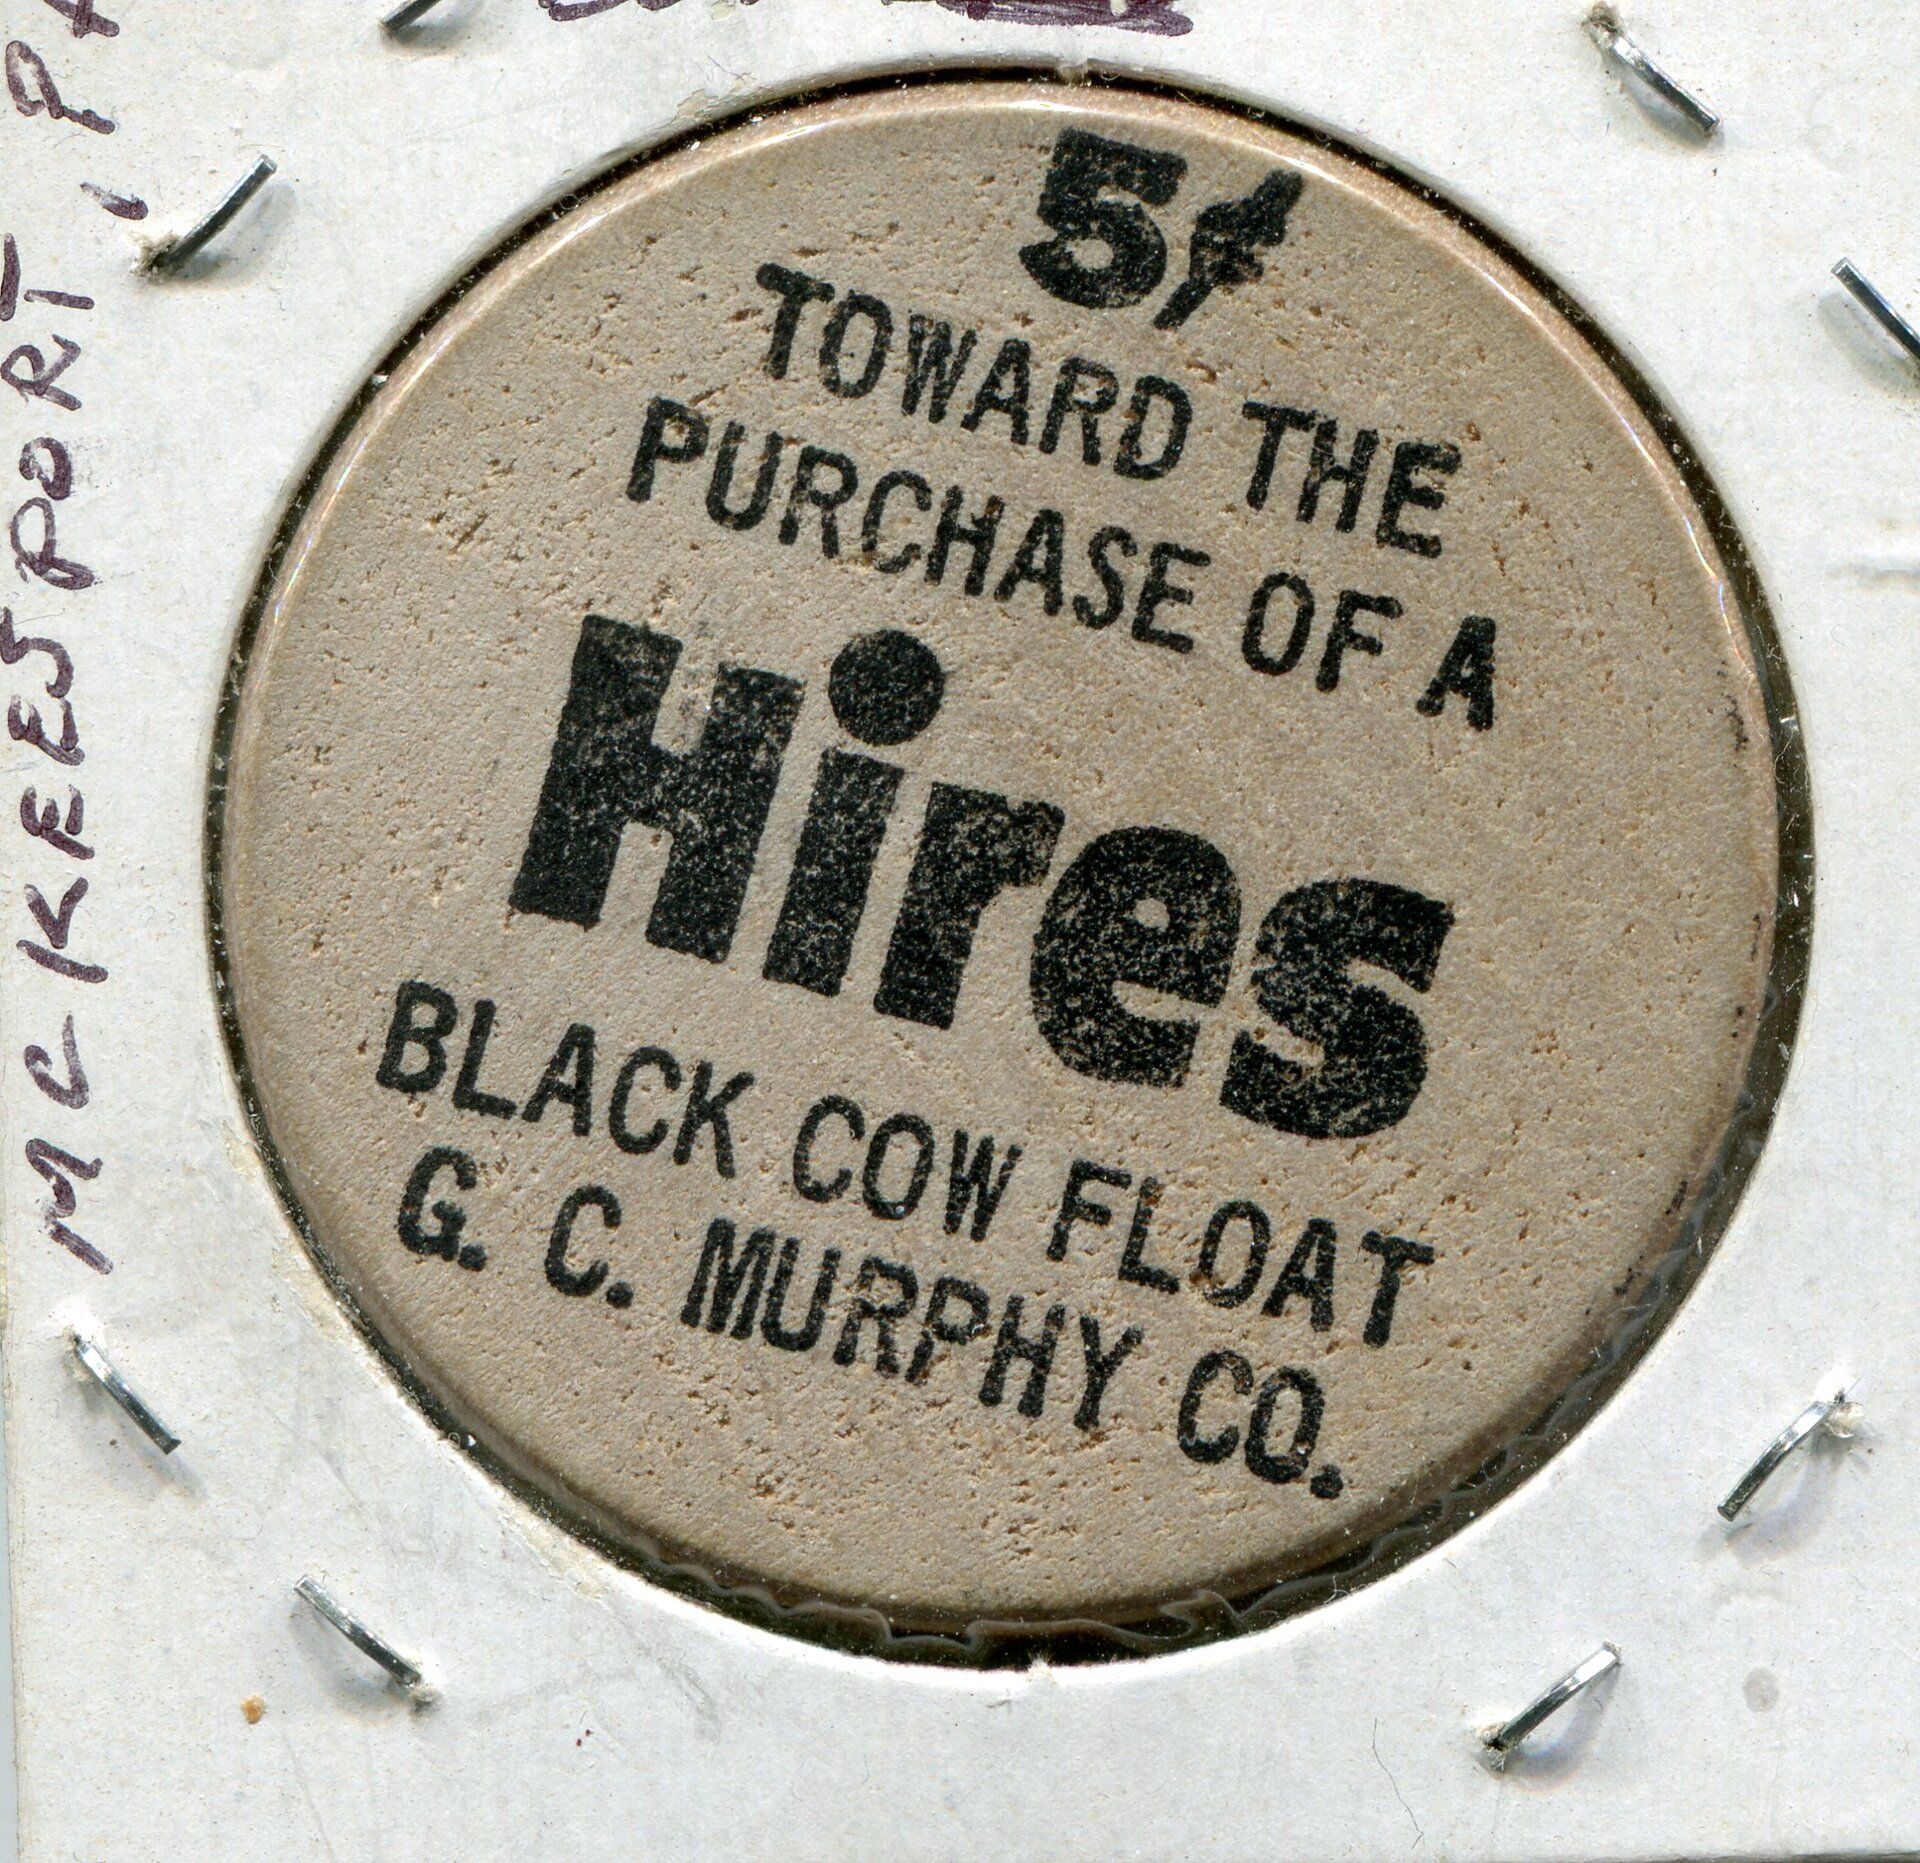 5¢
TOWARD THE
PURCHASE OF A
Hires
BLACK COW FLOAT
G. C. MURPHY CO.
MCKEESPORT, PA